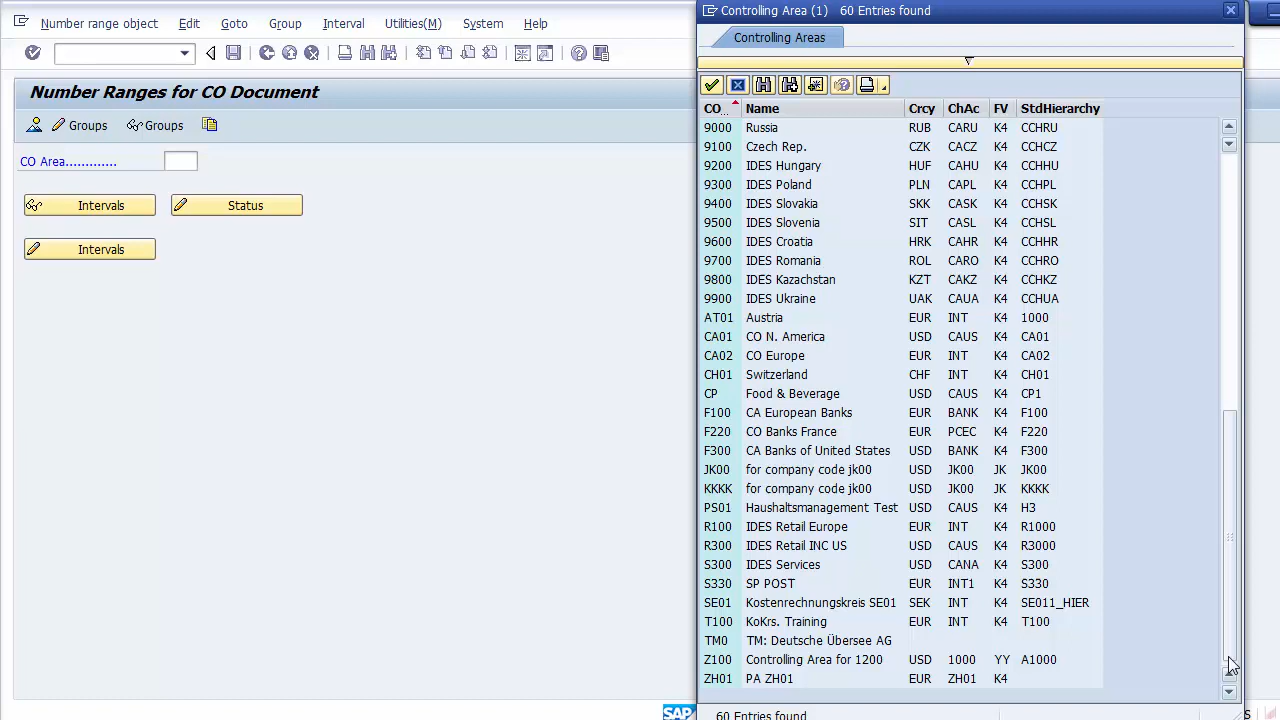 Number range object Edit Goto Group Interval Utilities(M) System Help
Number Ranges for CO Document
Groups Groups
CO Area.............
Intervals Status
Intervals
SAP
Controlling Area (1) 60 Entries found
Controlling Areas
CO... Name Crcy ChAc FV StdHierarchy
9000 Russia RUB CARU K4 CCHRU
9100 Czech Rep. CZK CACZ K4 CCHCZ
9200 IDES Hungary HUF CAHU K4 CCHHU
9300 IDES Poland PLN CAPL K4 CCHPL
9400 IDES Slovakia SKK CASK K4 CCHSK
9500 IDES Slovenia SIT CASL K4 CCHSL
9600 IDES Croatia HRK CAHR K4 CCHHR
9700 IDES Romania ROL CARO K4 CCHRO
9800 IDES Kazachstan KZT CAKZ K4 CCHKZ
9900 IDES Ukraine UAK CAUA K4 CCHUA
AT01 Austria EUR INT K4 1000
CA01 CO N. America USD CAUS K4 CA01
CA02 CO Europe EUR INT K4 CA02
CH01 Switzerland CHF INT K4 CH01
CP Food & Beverage USD CAUS K4 CP1
F100 CA European Banks EUR BANK K4 F100
F220 CO Banks France EUR PCEC K4 F220
F300 CA Banks of United States USD BANK K4 F300
JK00 for company code jk00 USD JK00 JK JK00
KKKK for company code jk00 USD JK00 JK KKKK
PS01 Haushaltsmanagement Test USD CAUS K4 H3
R100 IDES Retail Europe EUR INT K4 R1000
R300 IDES Retail INC US USD CAUS K4 R3000
S300 IDES Services USD CANA K4 S300
S330 SP POST EUR INT1 K4 S330
SE01 Kostenrechnungskreis SE01 SEK INT K4 SE011_HIER
T100 KoKrs. Training EUR INT K4 T100
TM0 TM: Deutsche Übersee AG
Z100 Controlling Area for 1200 USD 1000 YY A1000
ZH01 PA ZH01 EUR ZH01 K4
60 Entries found